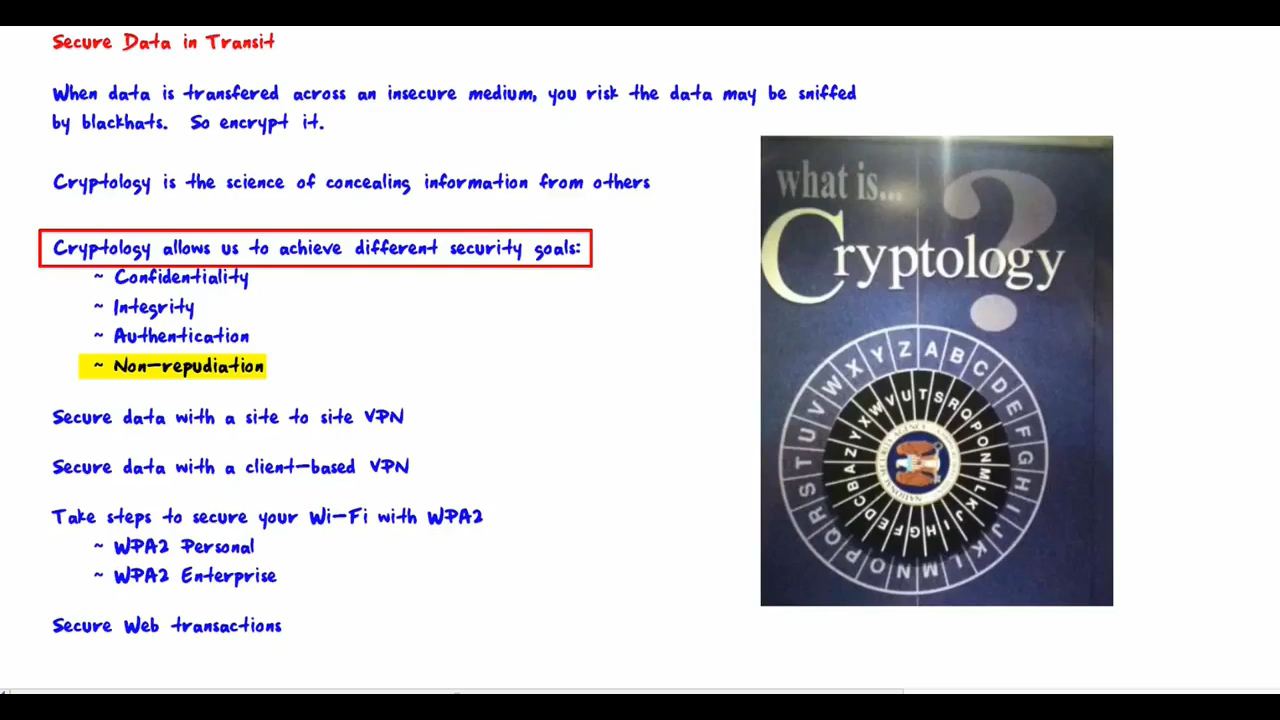 Secure Data in Transit
When data is transfered across an insecure medium, you risk the data may be sniffed
by blackhats. So encrypt it.
Cryptology is the science of concealing information from others
Cryptology allows us to achieve different security goals:
~ Confidentiality
~ Integrity
~ Authentication
~ Non-repudiation
Secure data with a site to site VPN
Secure data with a client-based VPN
Take steps to secure your Wi-Fi with WPA2
~ WPA2 Personal
~ WPA2 Enterprise
Secure Web transactions
what is...
?
Cryptology
A B C D E F G H I J K L M N O P Q R S T U V W X Y Z
T S R Q P O N M L K J I H G F E D C B A Z Y X W V U
NATIONAL SECURITY AGENCY